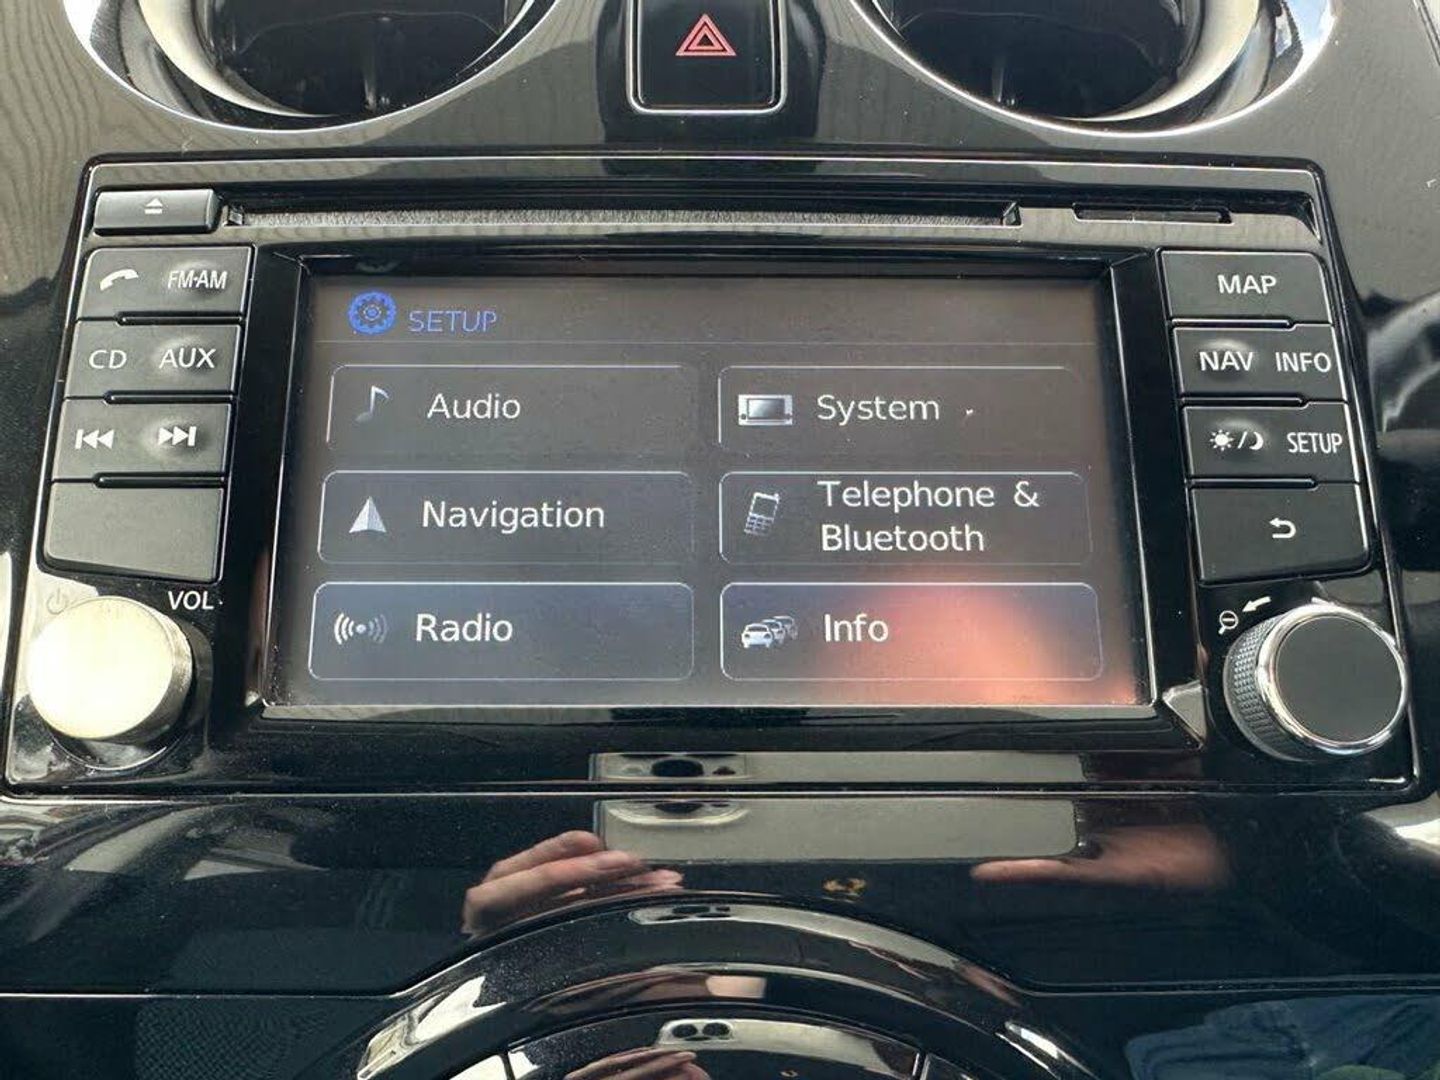 FM·AM
MAP
SETUP
CD AUX
NAV INFO
Audio
System
SETUP
Navigation
Telephone &
Bluetooth
VOL
Radio
Info